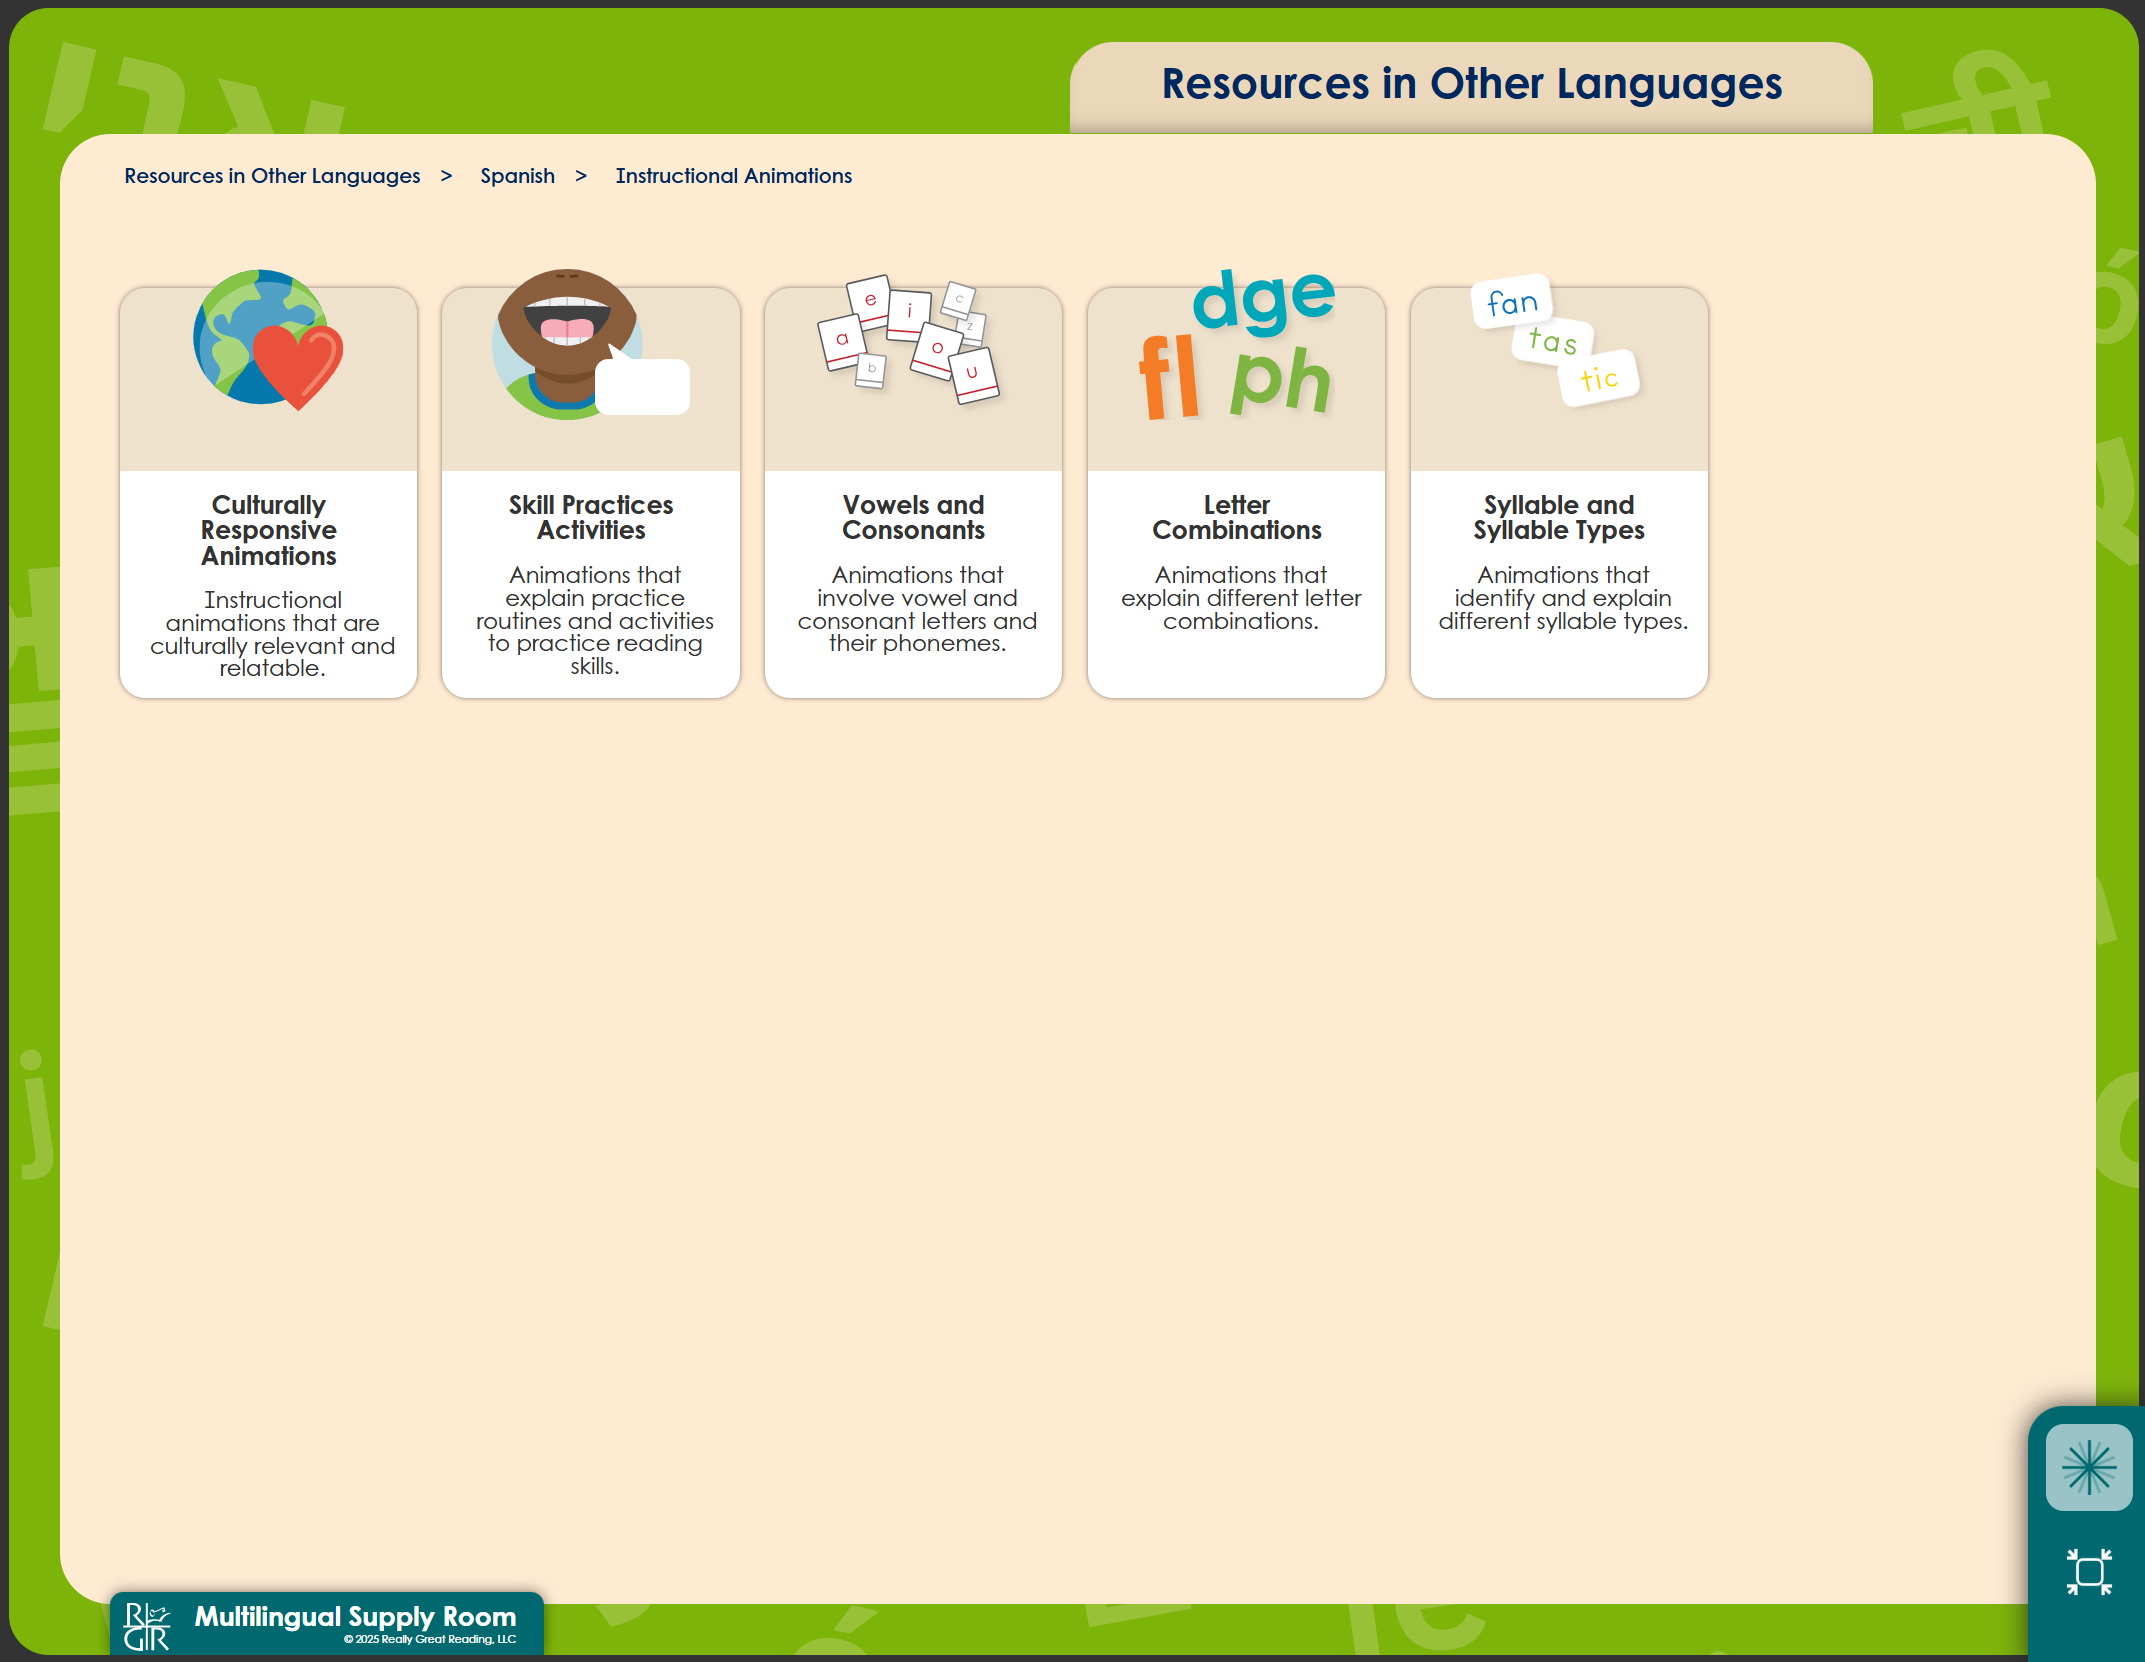 Resources in Other Languages
Resources in Other Languages > Spanish > Instructional Animations
e
i
c
z
a
o
b
u
dge
fl
ph
fan
tas
tic
Culturally
Responsive
Animations
Instructional
animations that are
culturally relevant and
relatable.
Skill Practices
Activities
Animations that
explain practice
routines and activities
to practice reading
skills.
Vowels and
Consonants
Animations that
involve vowel and
consonant letters and
their phonemes.
Letter
Combinations
Animations that
explain different letter
combinations.
Syllable and
Syllable Types
Animations that
identify and explain
different syllable types.
RGR
Multilingual Supply Room
© 2025 Really Great Reading, LLC